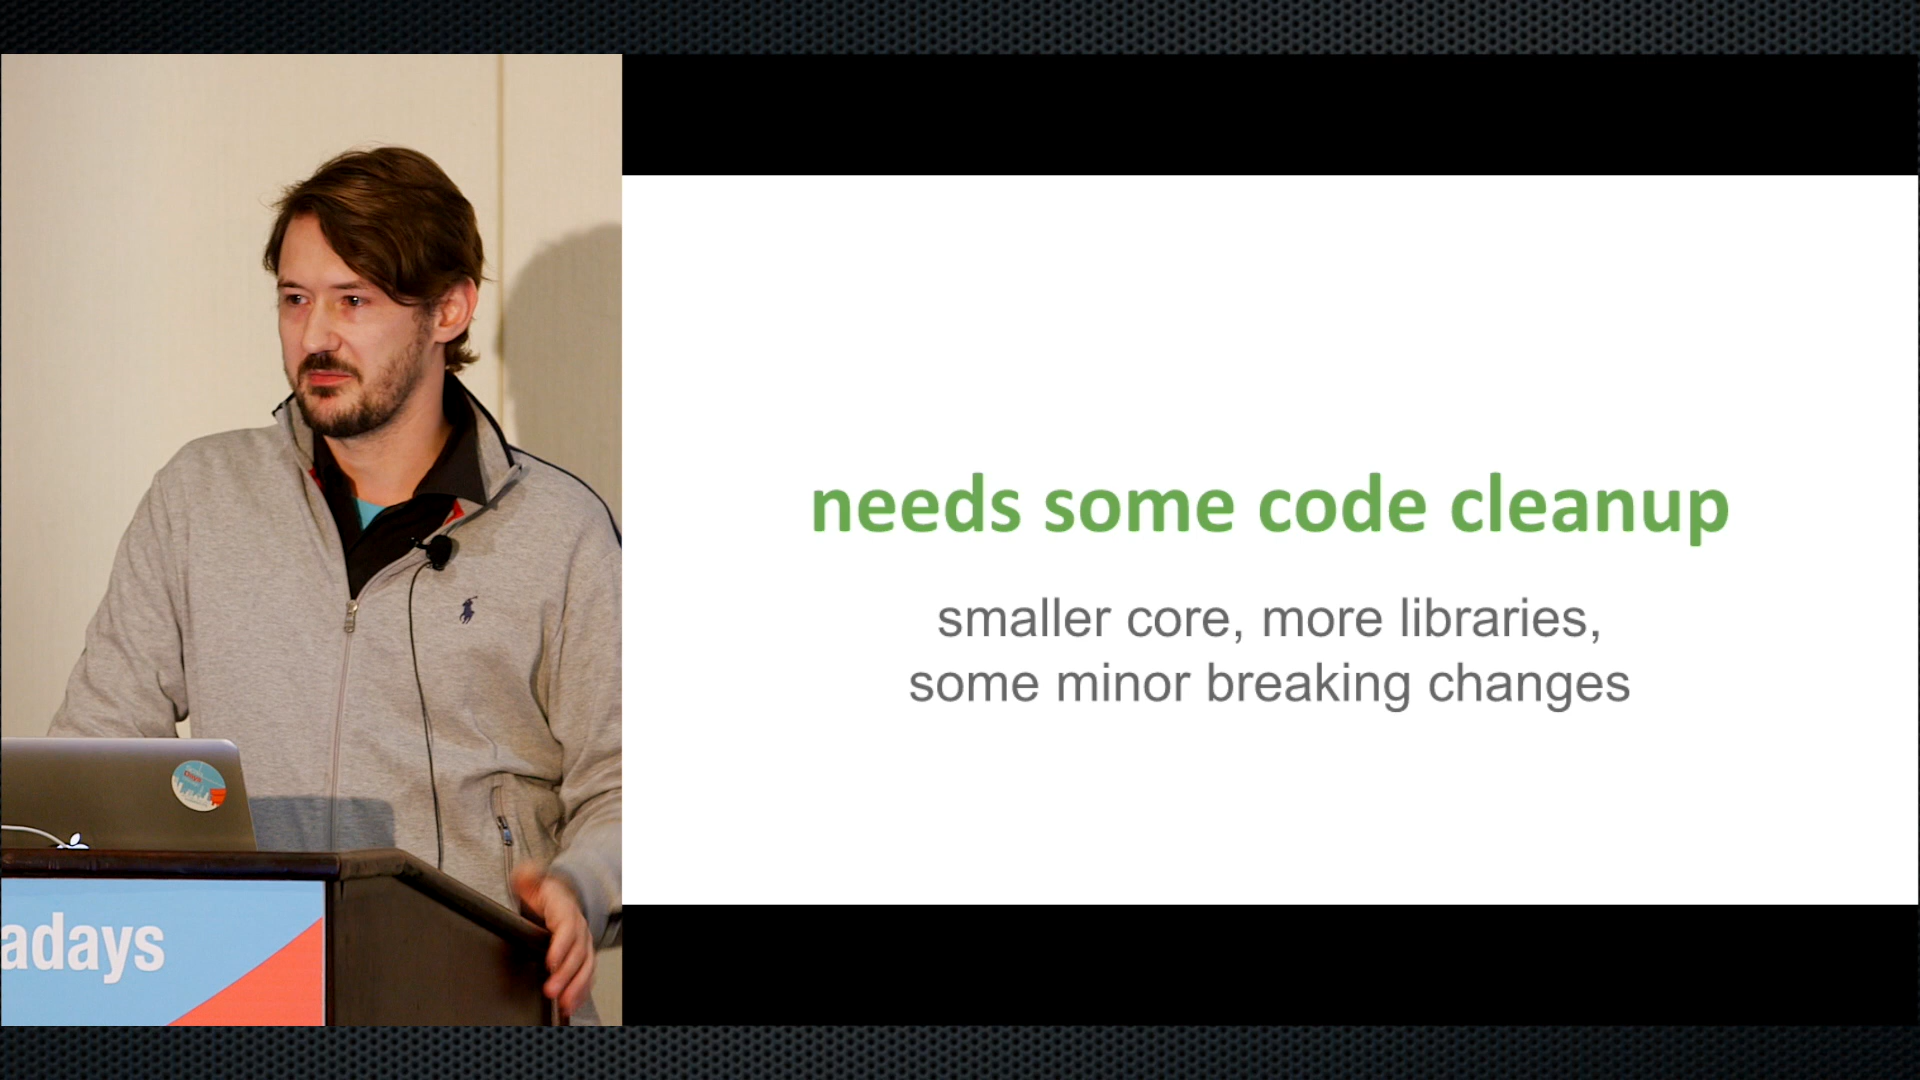 needs some code cleanup
smaller core, more libraries,
some minor breaking changes
adays